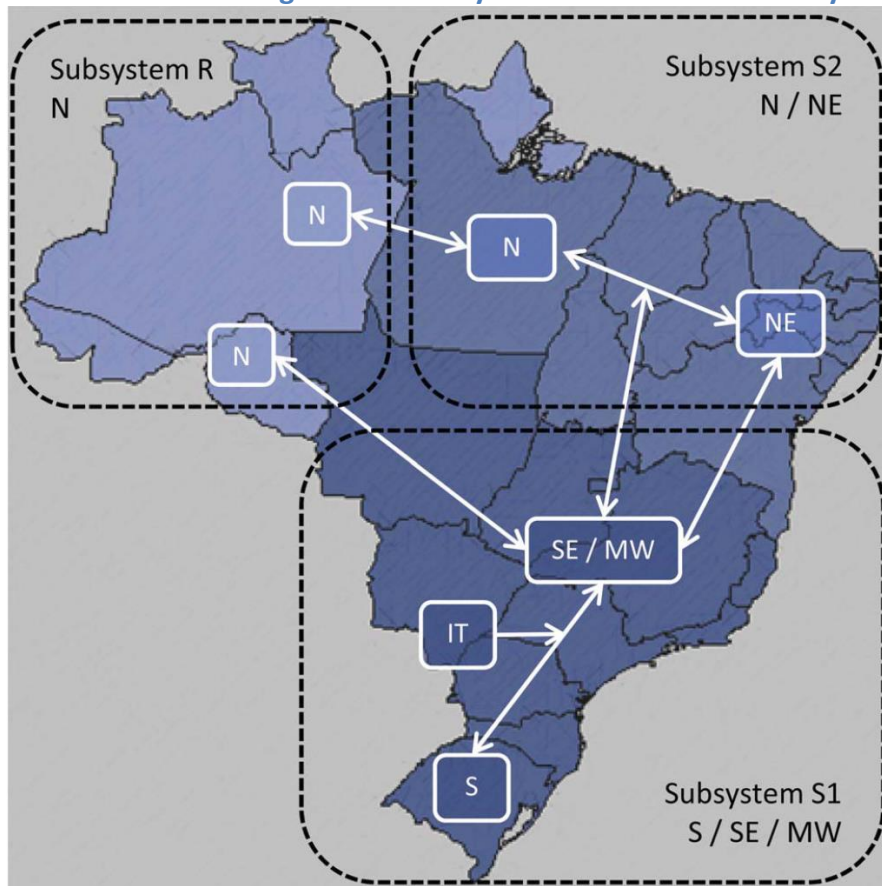 Subsystem R
N
Subsystem S2
N / NE
N
N
NE
N
SE / MW
IT
S
Subsystem S1
S / SE / MW